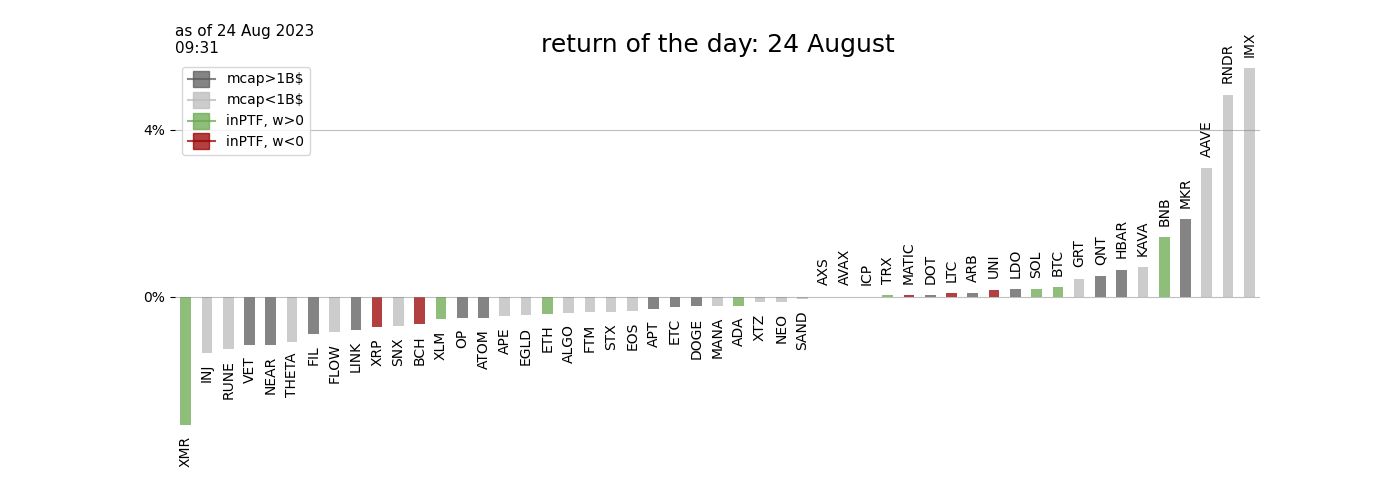 as of 24 Aug 2023
09:31
return of the day: 24 August
mcap>1B$
mcap<1B$
inPTF, w>0
inPTF, w<0
4%
0%
XMR
INJ
RUNE
VET
NEAR
THETA
FIL
FLOW
LINK
XRP
SNX
BCH
XLM
OP
ATOM
APE
EGLD
ETH
ALGO
FTM
STX
EOS
APT
ETC
DOGE
MANA
ADA
XTZ
NEO
SAND
AXS
AVAX
ICP
TRX
MATIC
DOT
LTC
ARB
UNI
LDO
SOL
BTC
GRT
QNT
HBAR
KAVA
BNB
MKR
AAVE
RNDR
IMX